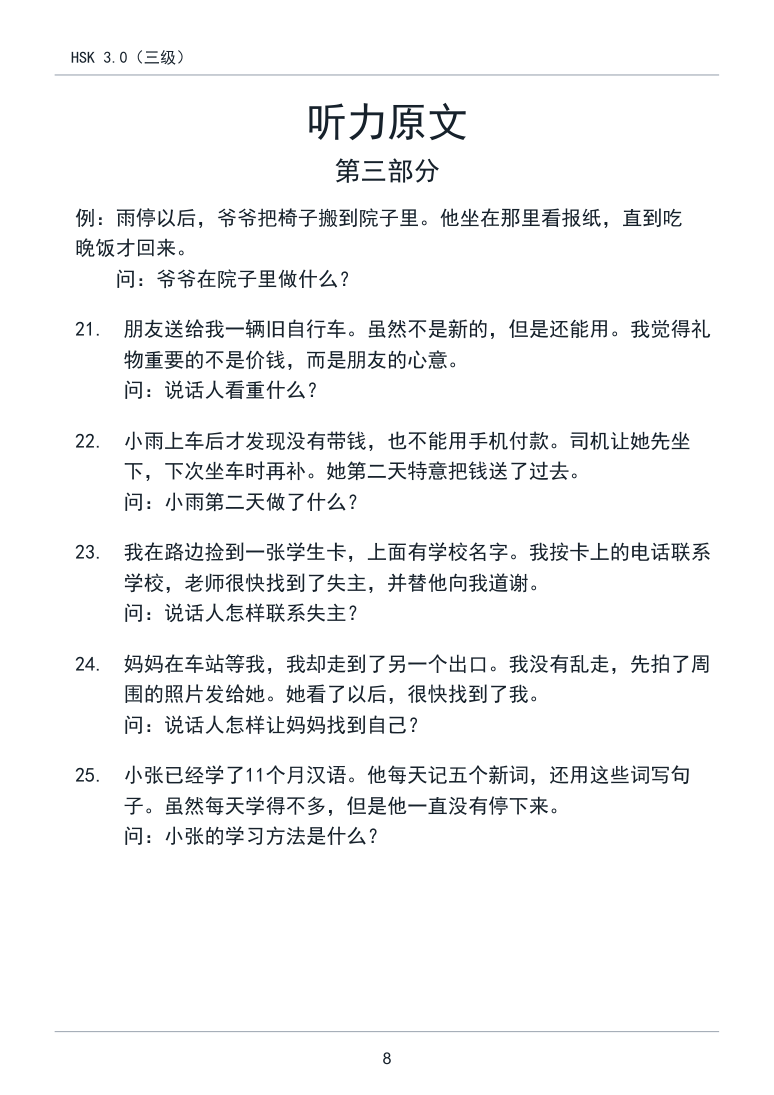 HSK 3.0（三级）
听力原文
第三部分
例：雨停以后，爷爷把椅子搬到院子里。他坐在那里看报纸，直到吃
晚饭才回来。
问：爷爷在院子里做什么？
21. 朋友送给我一辆旧自行车。虽然不是新的，但是还能用。我觉得礼
物重要的不是价钱，而是朋友的心意。
问：说话人看重什么？
22. 小雨上车后才发现没有带钱，也不能用手机付款。司机让她先坐
下，下次坐车时再补。她第二天特意把钱送了过去。
问：小雨第二天做了什么？
23. 我在路边捡到一张学生卡，上面有学校名字。我按卡上的电话联系
学校，老师很快找到了失主，并替他向我道谢。
问：说话人怎样联系失主？
24. 妈妈在车站等我，我却走到了另一个出口。我没有乱走，先拍了周
围的照片发给她。她看了以后，很快找到了我。
问：说话人怎样让妈妈找到自己？
25. 小张已经学了11个月汉语。他每天记五个新词，还用这些词写句
子。虽然每天学得不多，但是他一直没有停下来。
问：小张的学习方法是什么？
8